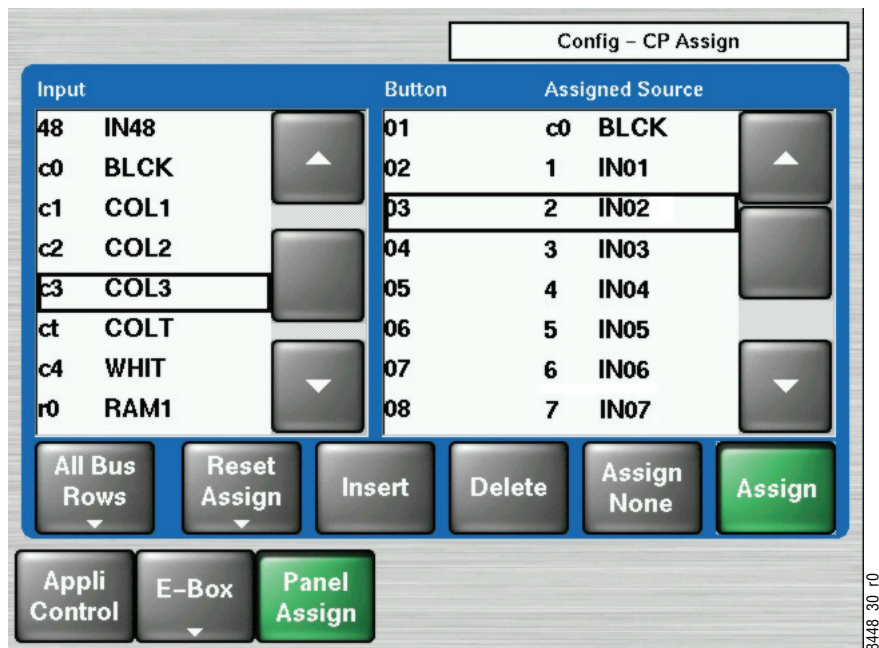 Config – CP Assign
Input
Button Assigned Source
48 IN48
c0 BLCK
c1 COL1
c2 COL2
c3 COL3
ct COLT
c4 WHIT
r0 RAM1
01 c0 BLCK
02 1 IN01
03 2 IN02
04 3 IN03
05 4 IN04
06 5 IN05
07 6 IN06
08 7 IN07
All Bus
Rows
Reset
Assign
Insert
Delete
Assign
None
Assign
Appli
Control
E–Box
Panel
Assign
8448 30 r0